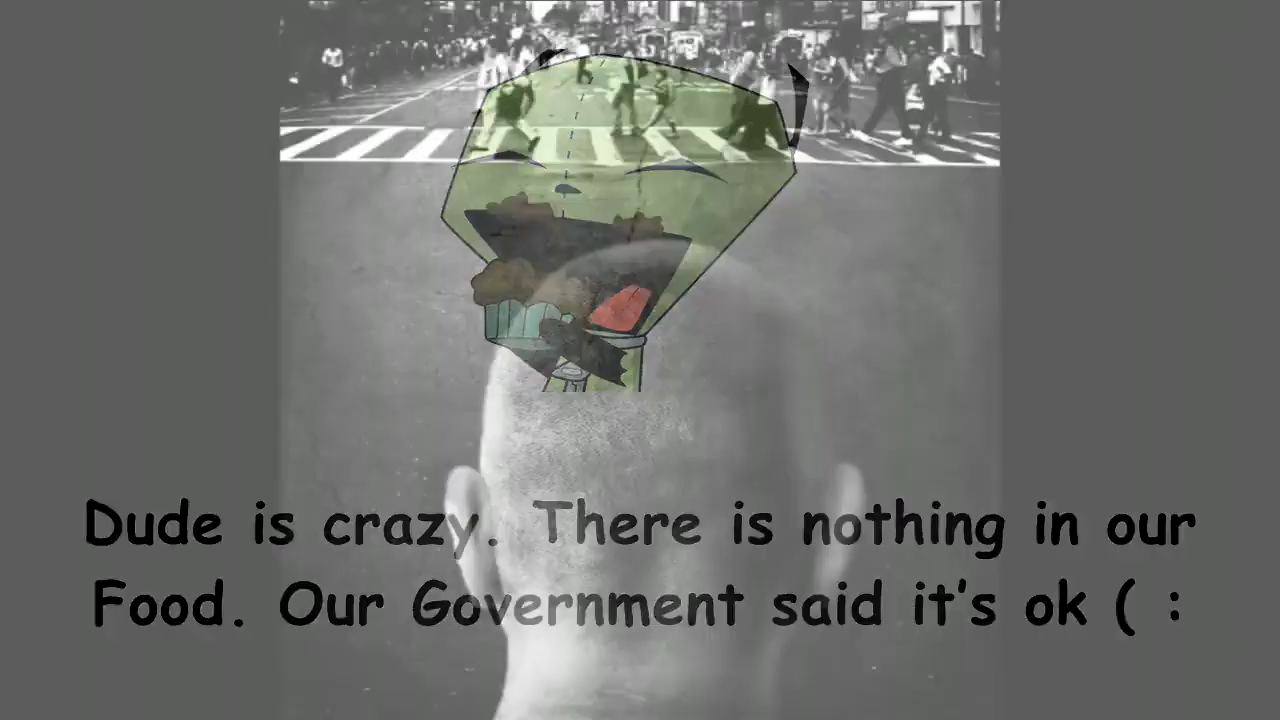 Dude is crazy. There is nothing in our
Food. Our Government said it's ok ( :